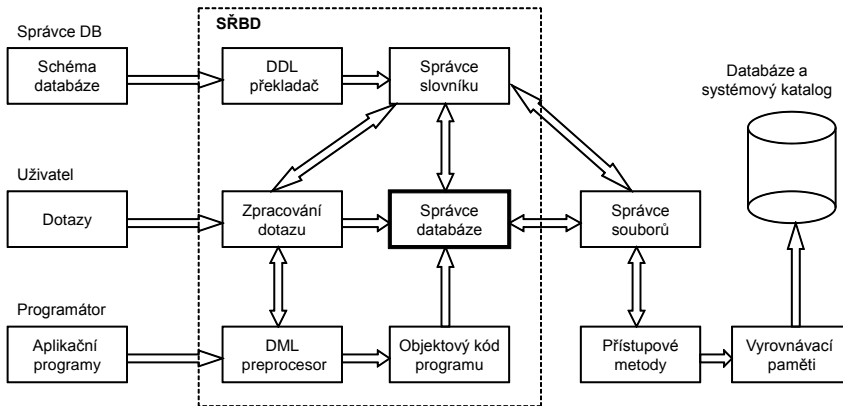 Správce DB
SŘBD
Schéma
databáze
DDL
překladač
Správce
slovníku
Databáze a
systémový katalog
Uživatel
Dotazy
Zpracování
dotazu
Správce
databáze
Správce
souborů
Programátor
Aplikační
programy
DML
preprocesor
Objektový kód
programu
Přístupové
metody
Vyrovnávací
paměti